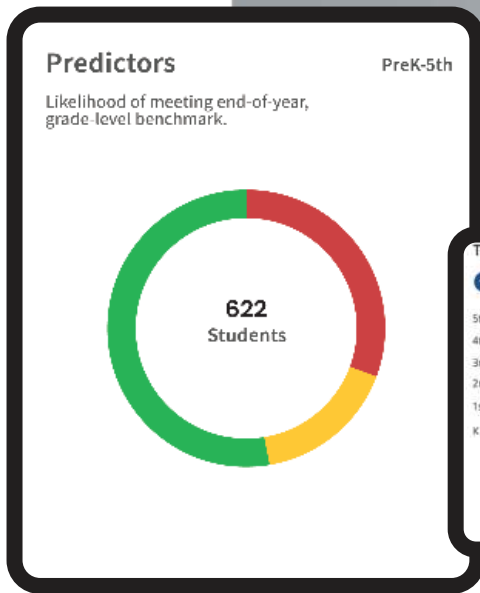 Predictors
PreK-5th
Likelihood of meeting end-of-year,
grade-level benchmark.
622
Students
K